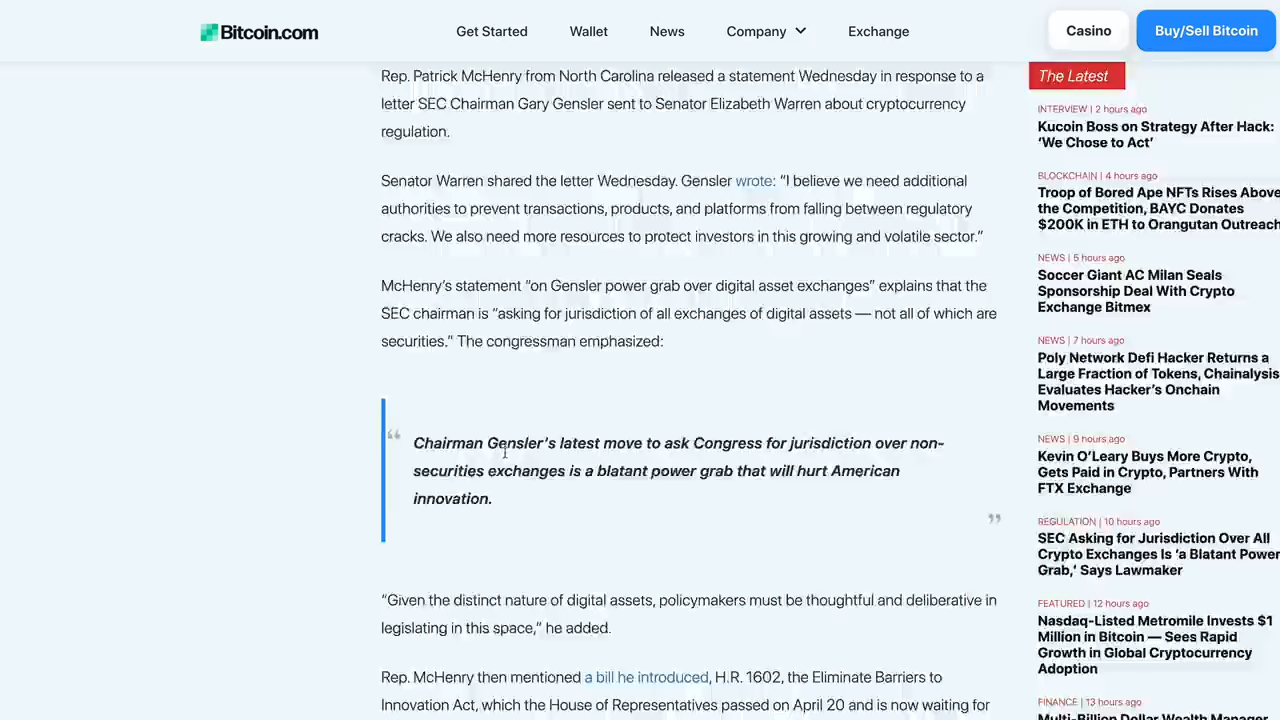 Bitcoin.com
Get Started
Wallet
News
Company
Exchange
Casino
Buy/Sell Bitcoin
Rep. Patrick McHenry from North Carolina released a statement Wednesday in response to a
letter SEC Chairman Gary Gensler sent to Senator Elizabeth Warren about cryptocurrency
regulation.
Senator Warren shared the letter Wednesday. Gensler wrote: “I believe we need additional
authorities to prevent transactions, products, and platforms from falling between regulatory
cracks. We also need more resources to protect investors in this growing and volatile sector.”
McHenry’s statement “on Gensler power grab over digital asset exchanges” explains that the
SEC chairman is “asking for jurisdiction of all exchanges of digital assets — not all of which are
securities.” The congressman emphasized:
“
Chairman Gensler’s latest move to ask Congress for jurisdiction over non-
securities exchanges is a blatant power grab that will hurt American
innovation.
”
“Given the distinct nature of digital assets, policymakers must be thoughtful and deliberative in
legislating in this space,” he added.
Rep. McHenry then mentioned a bill he introduced, H.R. 1602, the Eliminate Barriers to
Innovation Act, which the House of Representatives passed on April 20 and is now waiting for
The Latest
INTERVIEW | 2 hours ago
Kucoin Boss on Strategy After Hack:
‘We Chose to Act’
BLOCKCHAIN | 4 hours ago
Troop of Bored Ape NFTs Rises Above
the Competition, BAYC Donates
$200K in ETH to Orangutan Outreach
NEWS | 5 hours ago
Soccer Giant AC Milan Seals
Sponsorship Deal With Crypto
Exchange Bitmex
NEWS | 7 hours ago
Poly Network Defi Hacker Returns a
Large Fraction of Tokens, Chainalysis
Evaluates Hacker’s Onchain
Movements
NEWS | 9 hours ago
Kevin O’Leary Buys More Crypto,
Gets Paid in Crypto, Partners With
FTX Exchange
REGULATION | 10 hours ago
SEC Asking for Jurisdiction Over All
Crypto Exchanges Is ‘a Blatant Power
Grab,’ Says Lawmaker
FEATURED | 12 hours ago
Nasdaq-Listed Metromile Invests $1
Million in Bitcoin — Sees Rapid
Growth in Global Cryptocurrency
Adoption
FINANCE | 13 hours ago
Multi-Billion Dollar Wealth Manager